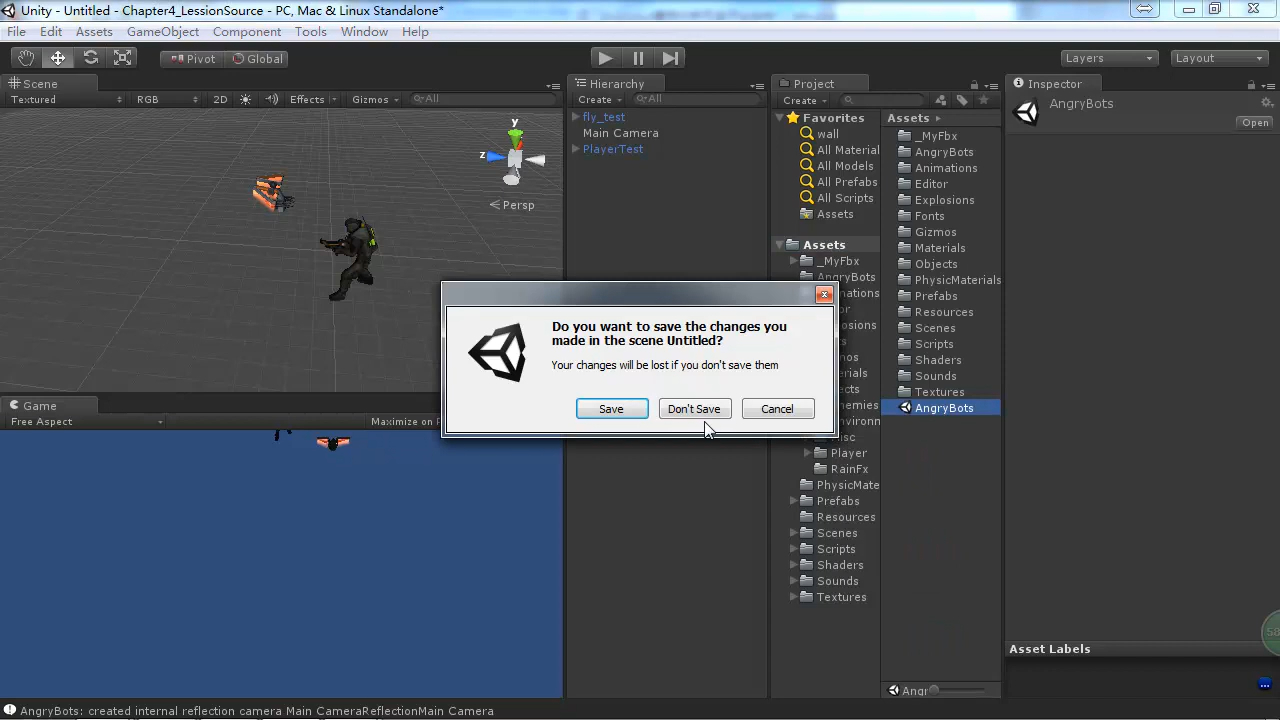 Unity - Untitled - Chapter4_LessionSource - PC, Mac & Linux Standalone*
File Edit Assets GameObject Component Tools Window Help
Pivot Global Layers Layout
Scene
Textured RGB 2D Effects Gizmos All
y
z
x
Persp
Game
Free Aspect Maximize on
Hierarchy
Create All
fly_test
Main Camera
PlayerTest
Project
Create
Favorites
wall
All Material
All Models
All Prefabs
All Scripts
Assets
Assets
_MyFbx
AngryBots
PhysicMate
Prefabs
Resources
Scenes
Scripts
Shaders
Sounds
Textures
Player
RainFx
Assets
_MyFbx
AngryBots
Animations
Editor
Explosions
Fonts
Gizmos
Materials
Objects
PhysicMaterials
Prefabs
Resources
Scenes
Scripts
Shaders
Sounds
Textures
AngryBots
Angr
Inspector
AngryBots
Open
Asset Labels
Do you want to save the changes you
made in the scene Untitled?
Your changes will be lost if you don't save them
Save Don't Save Cancel
58
AngryBots: created internal reflection camera Main CameraReflectionMain Camera